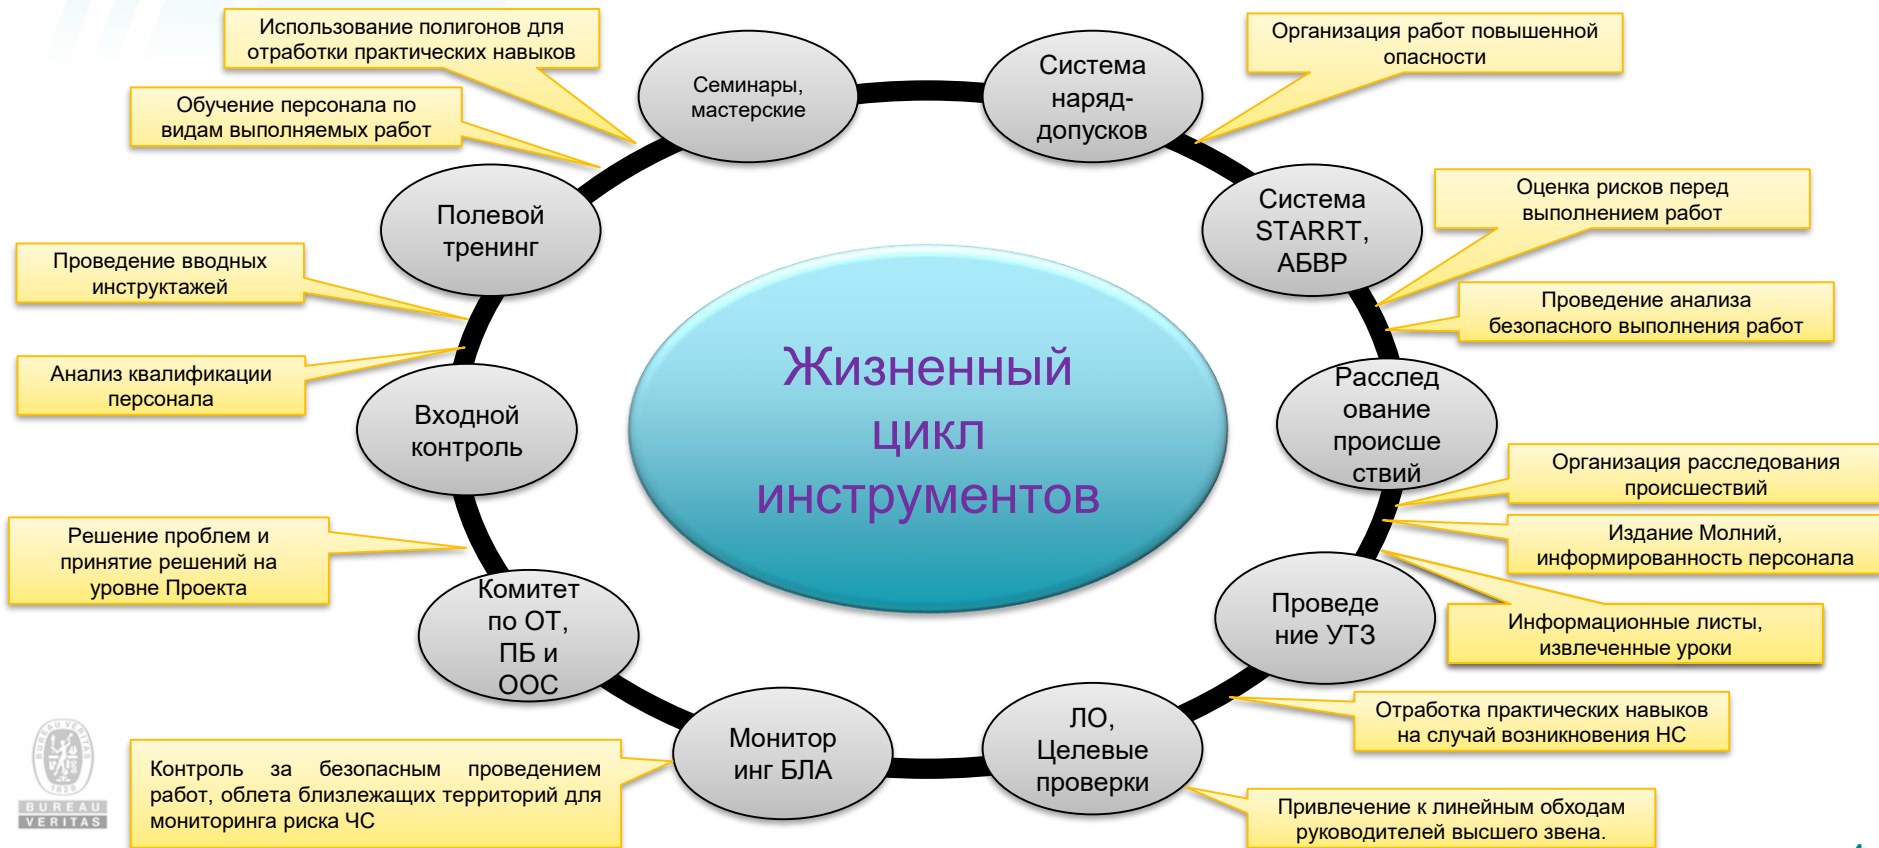 Использование полигонов для
отработки практических навыков
Обучение персонала по
видам выполняемых работ
Семинары,
мастерские
Система
наряд-
допусков
Организация работ повышенной
опасности
Полевой
тренинг
Система
STARRT,
АБВР
Оценка рисков перед
выполнением работ
Проведение вводных
инструктажей
Проведение анализа
безопасного выполнения работ
Анализ квалификации
персонала
Жизненный
цикл
инструментов
Входной
контроль
Расслед
ование
происше
ствий
Организация расследования
происшествий
Решение проблем и
принятие решений на
уровне Проекта
Издание Молний,
информированность персонала
Комитет
по ОТ,
ПБ и
ООС
Проведе
ние УТЗ
Информационные листы,
извлеченные уроки
Монитор
инг БЛА
ЛО,
Целевые
проверки
Отработка практических навыков
на случай возникновения НС
Контроль за безопасным проведением
работ, облета близлежащих территорий для
мониторинга риска ЧС
Привлечение к линейным обходам
руководителей высшего звена.
BUREAU VERITAS
1828
BUREAU
VERITAS